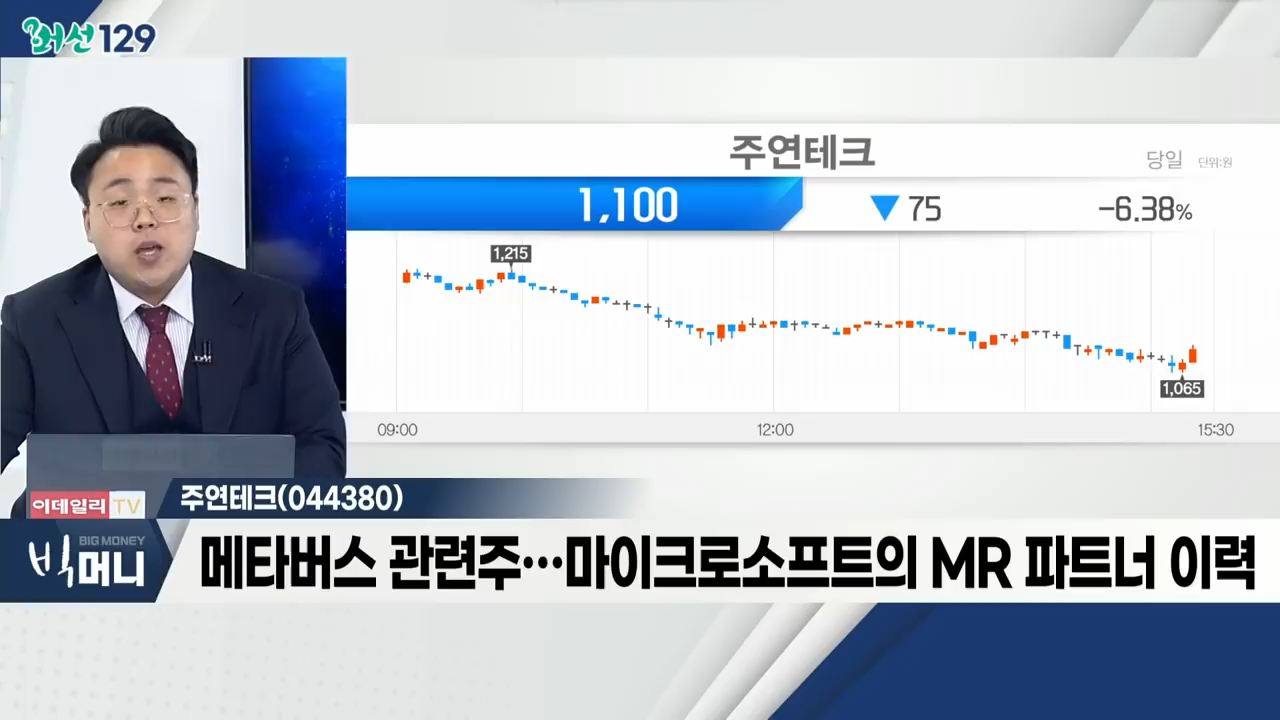 머선129
주연테크
당일 단위:원
1,100 ▼ 75 -6.38%
1,215
1,065
09:00 12:00 15:30
이데일리TV
주연테크(044380)
BIG MONEY
빅머니
메타버스 관련주…마이크로소프트의 MR 파트너 이력